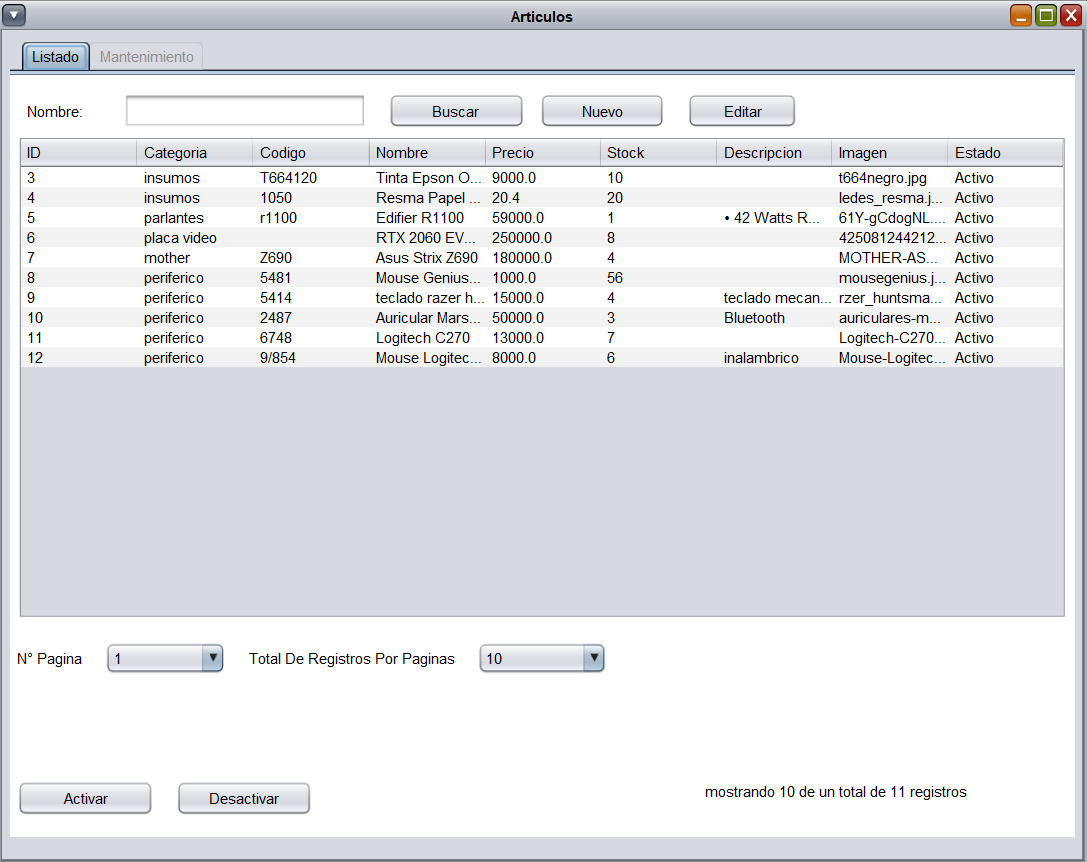 Articulos
Listado Mantenimiento
Nombre: Buscar Nuevo Editar
ID Categoria Codigo Nombre Precio Stock Descripcion Imagen Estado
3 insumos T664120 Tinta Epson O... 9000.0 10 t664negro.jpg Activo
4 insumos 1050 Resma Papel ... 20.4 20 ledes_resma.j... Activo
5 parlantes r1100 Edifier R1100 59000.0 1 • 42 Watts R... 61Y-gCdogNL.... Activo
6 placa video RTX 2060 EV... 250000.0 8 425081244212... Activo
7 mother Z690 Asus Strix Z690 180000.0 4 MOTHER-AS... Activo
8 periferico 5481 Mouse Genius... 1000.0 56 mousegenius.j... Activo
9 periferico 5414 teclado razer h... 15000.0 4 teclado mecan... rzer_huntsma... Activo
10 periferico 2487 Auricular Mars... 50000.0 3 Bluetooth auriculares-m... Activo
11 periferico 6748 Logitech C270 13000.0 7 Logitech-C270... Activo
12 periferico 9/854 Mouse Logitec... 8000.0 6 inalambrico Mouse-Logitec... Activo
N° Pagina 1 Total De Registros Por Paginas 10
Activar Desactivar mostrando 10 de un total de 11 registros